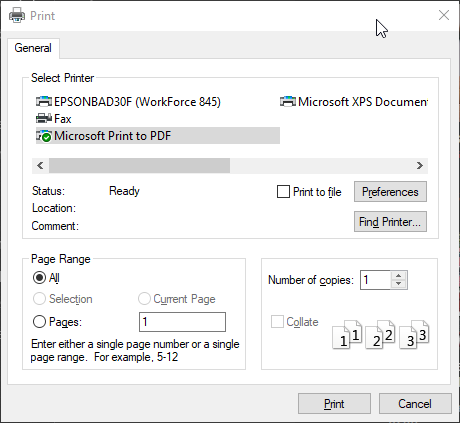 Print
General
Select Printer
EPSONBAD30F (WorkForce 845)
Microsoft XPS Document
Fax
Microsoft Print to PDF
Status: Ready
Print to file
Preferences
Location:
Comment:
Find Printer...
Page Range
All
Selection
Current Page
Pages: 1
Enter either a single page number or a single
page range. For example, 5-12
Number of copies: 1
Collate
1 1 2 2 3 3
Print
Cancel